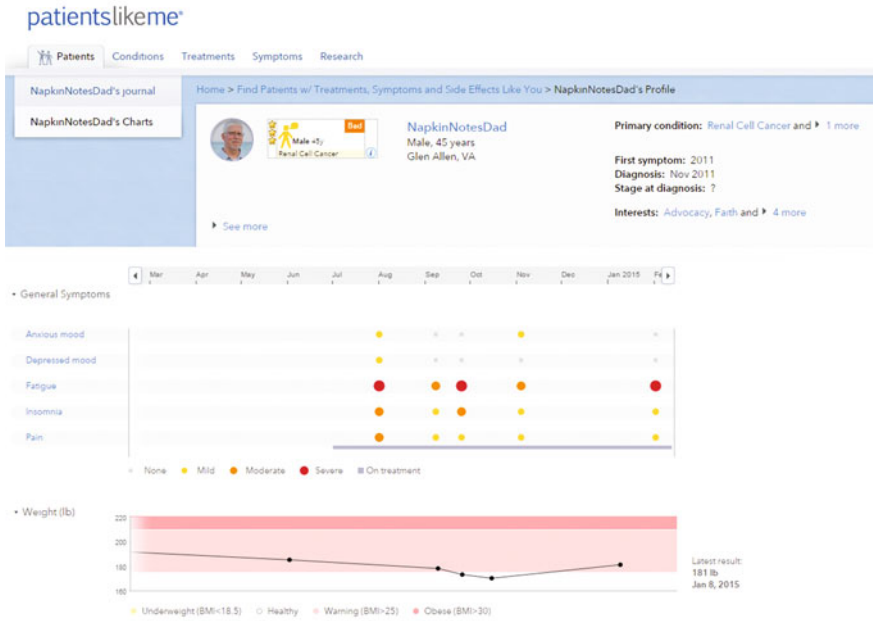 patientslikeme®
Patients Conditions Treatments Symptoms Research
NapkinNotesDad's journal
NapkinNotesDad's Charts
Home > Find Patients w/ Treatments, Symptoms and Side Effects Like You > NapkinNotesDad's Profile
Bad
Male 45y
Renal Cell Cancer
i
See more
NapkinNotesDad
Male, 45 years
Glen Allen, VA
Primary condition: Renal Cell Cancer and 1 more
First symptom: 2011
Diagnosis: Nov 2011
Stage at diagnosis: ?
Interests: Advocacy, Faith and 4 more
Mar Apr May Jun Jul Aug Sep Oct Nov Dec Jan 2015 Fe
• General Symptoms
Anxious mood
Depressed mood
Fatigue
Insomnia
Pain
None Mild Moderate Severe On treatment
• Weight (lb)
220
200
180
160
Latest result:
181 lb
Jan 8, 2015
Underweight (BMI<18.5) Healthy Warning (BMI>25) Obese (BMI>30)